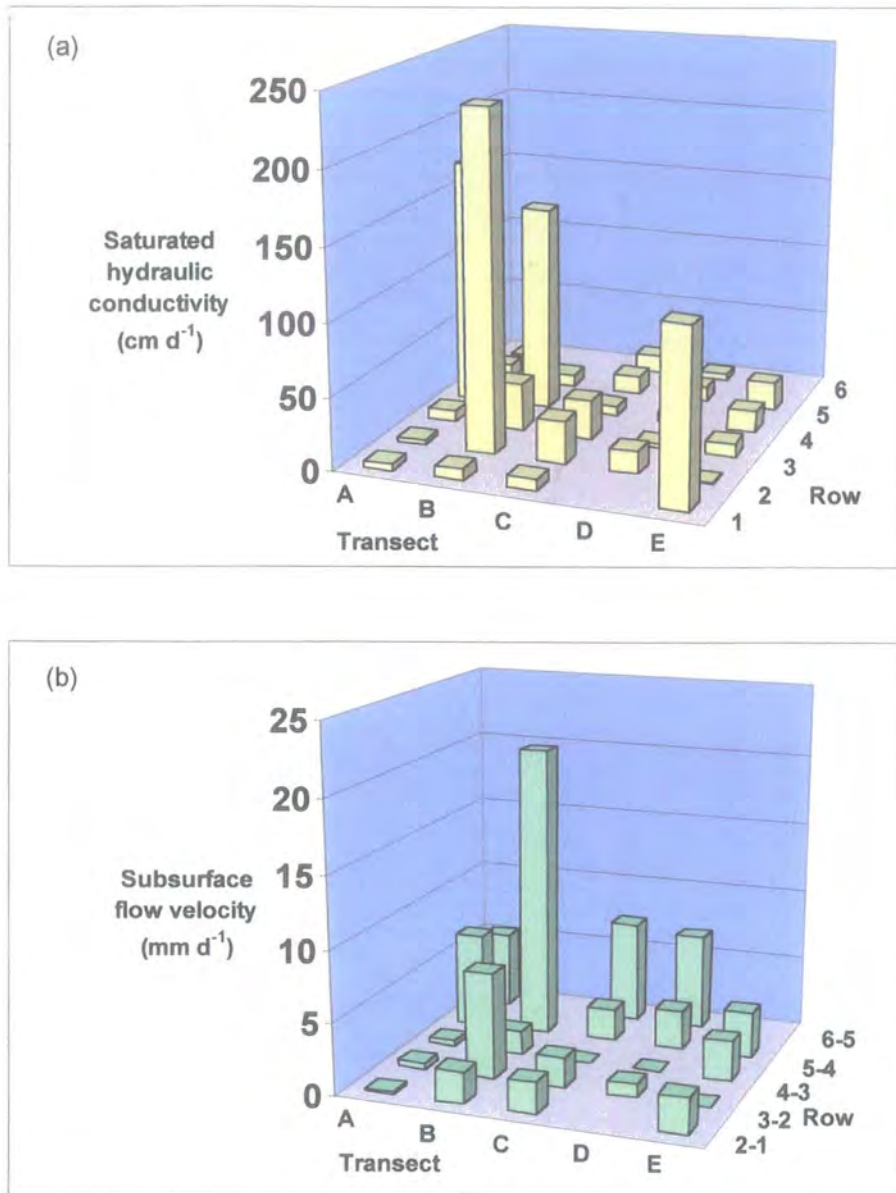 (a)
250
200
150
100
50
0
Saturated
hydraulic
conductivity
(cm d⁻¹)
A
B
C
D
E
Transect
1
2
3
4
5
6
Row
(b)
25
20
15
10
5
0
Subsurface
flow velocity
(mm d⁻¹)
A
B
C
D
E
Transect
2-1
3-2
4-3
5-4
6-5
Row